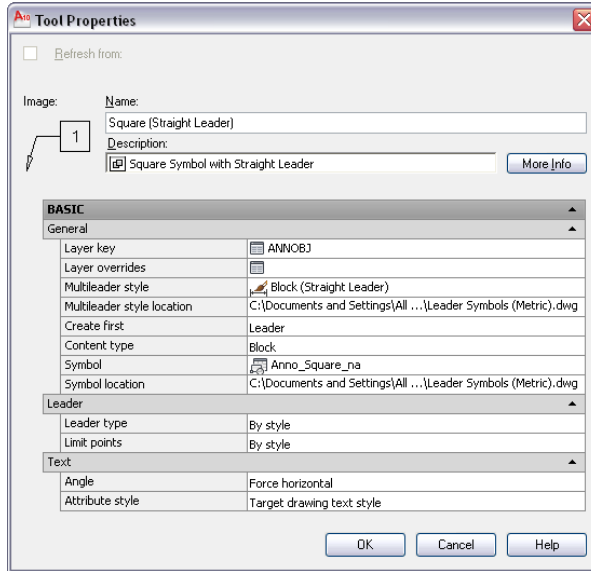 A10 Tool Properties
Refresh from:
Image:
Name:
Square (Straight Leader)
1
Description:
Square Symbol with Straight Leader
More Info
BASIC
General
Layer key ANNOBJ
Layer overrides
Multileader style Block (Straight Leader)
Multileader style location C:\Documents and Settings\All ...\Leader Symbols (Metric).dwg
Create first Leader
Content type Block
Symbol Anno_Square_na
Symbol location C:\Documents and Settings\All ...\Leader Symbols (Metric).dwg
Leader
Leader type By style
Limit points By style
Text
Angle Force horizontal
Attribute style Target drawing text style
OK Cancel Help